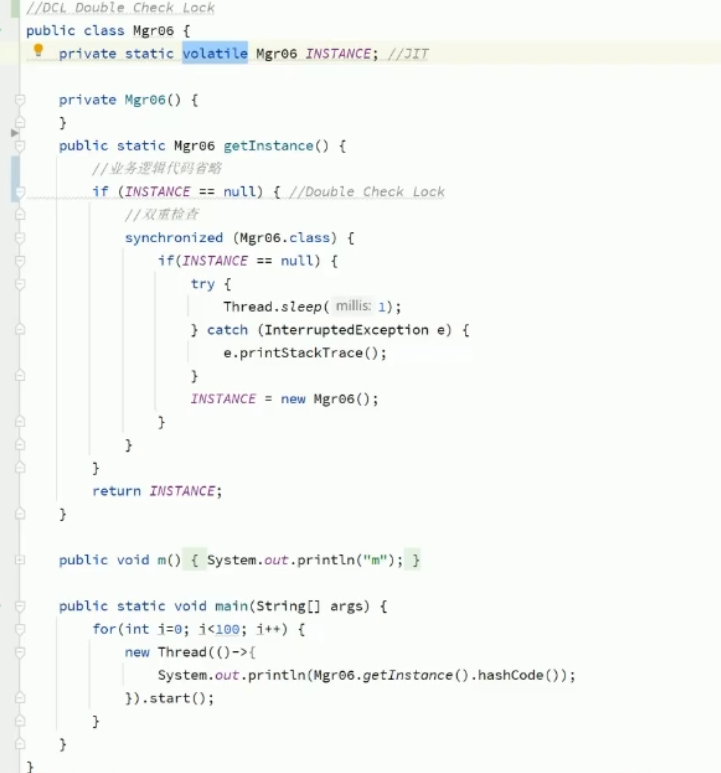 //DCL Double Check Lock
public class Mgr06 {
private static volatile Mgr06 INSTANCE; //JIT
private Mgr06() {
}
public static Mgr06 getInstance() {
//业务逻辑代码省略
if (INSTANCE == null) { //Double Check Lock
//双重检查
synchronized (Mgr06.class) {
if(INSTANCE == null) {
try {
Thread.sleep( millis: 1);
} catch (InterruptedException e) {
e.printStackTrace();
}
INSTANCE = new Mgr06();
}
}
}
return INSTANCE;
}
public void m() { System.out.println("m"); }
public static void main(String[] args) {
for(int i=0; i<100; i++) {
new Thread(()->{
System.out.println(Mgr06.getInstance().hashCode());
}).start();
}
}
}